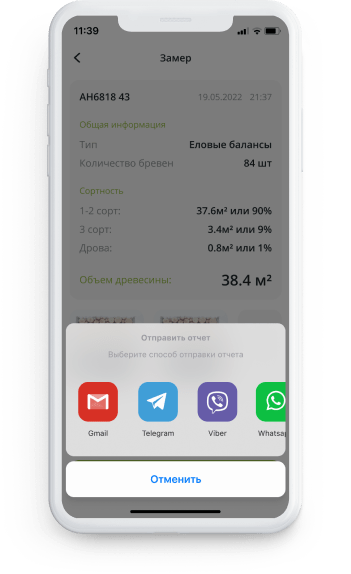 11:39
Замер
АН6818 43 19.05.2022 21:37
Общая информация
Тип Еловые балансы
Количество бревен 84 шт
Сортность
1-2 сорт: 37.6м² или 90%
3 сорт: 3.4м² или 9%
Дрова: 0.8м² или 1%
Объем древесины: 38.4 м²
Отправить отчет
Выберите способ отправки отчета
Gmail Telegram Viber Whatsap
Отменить